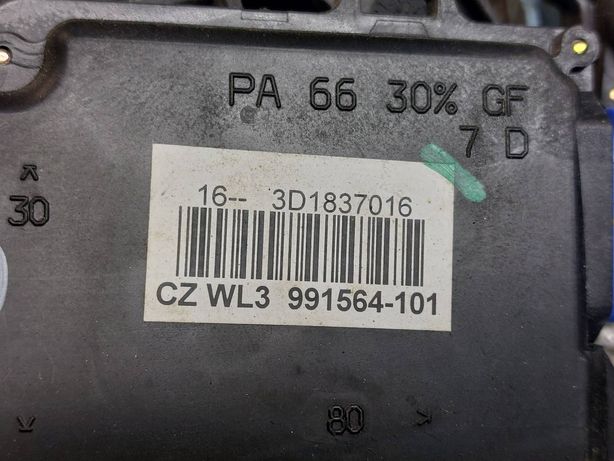 PA 66 30% GF
7 D
30
16-- 3D1837016
CZ WL3 991564-101
80